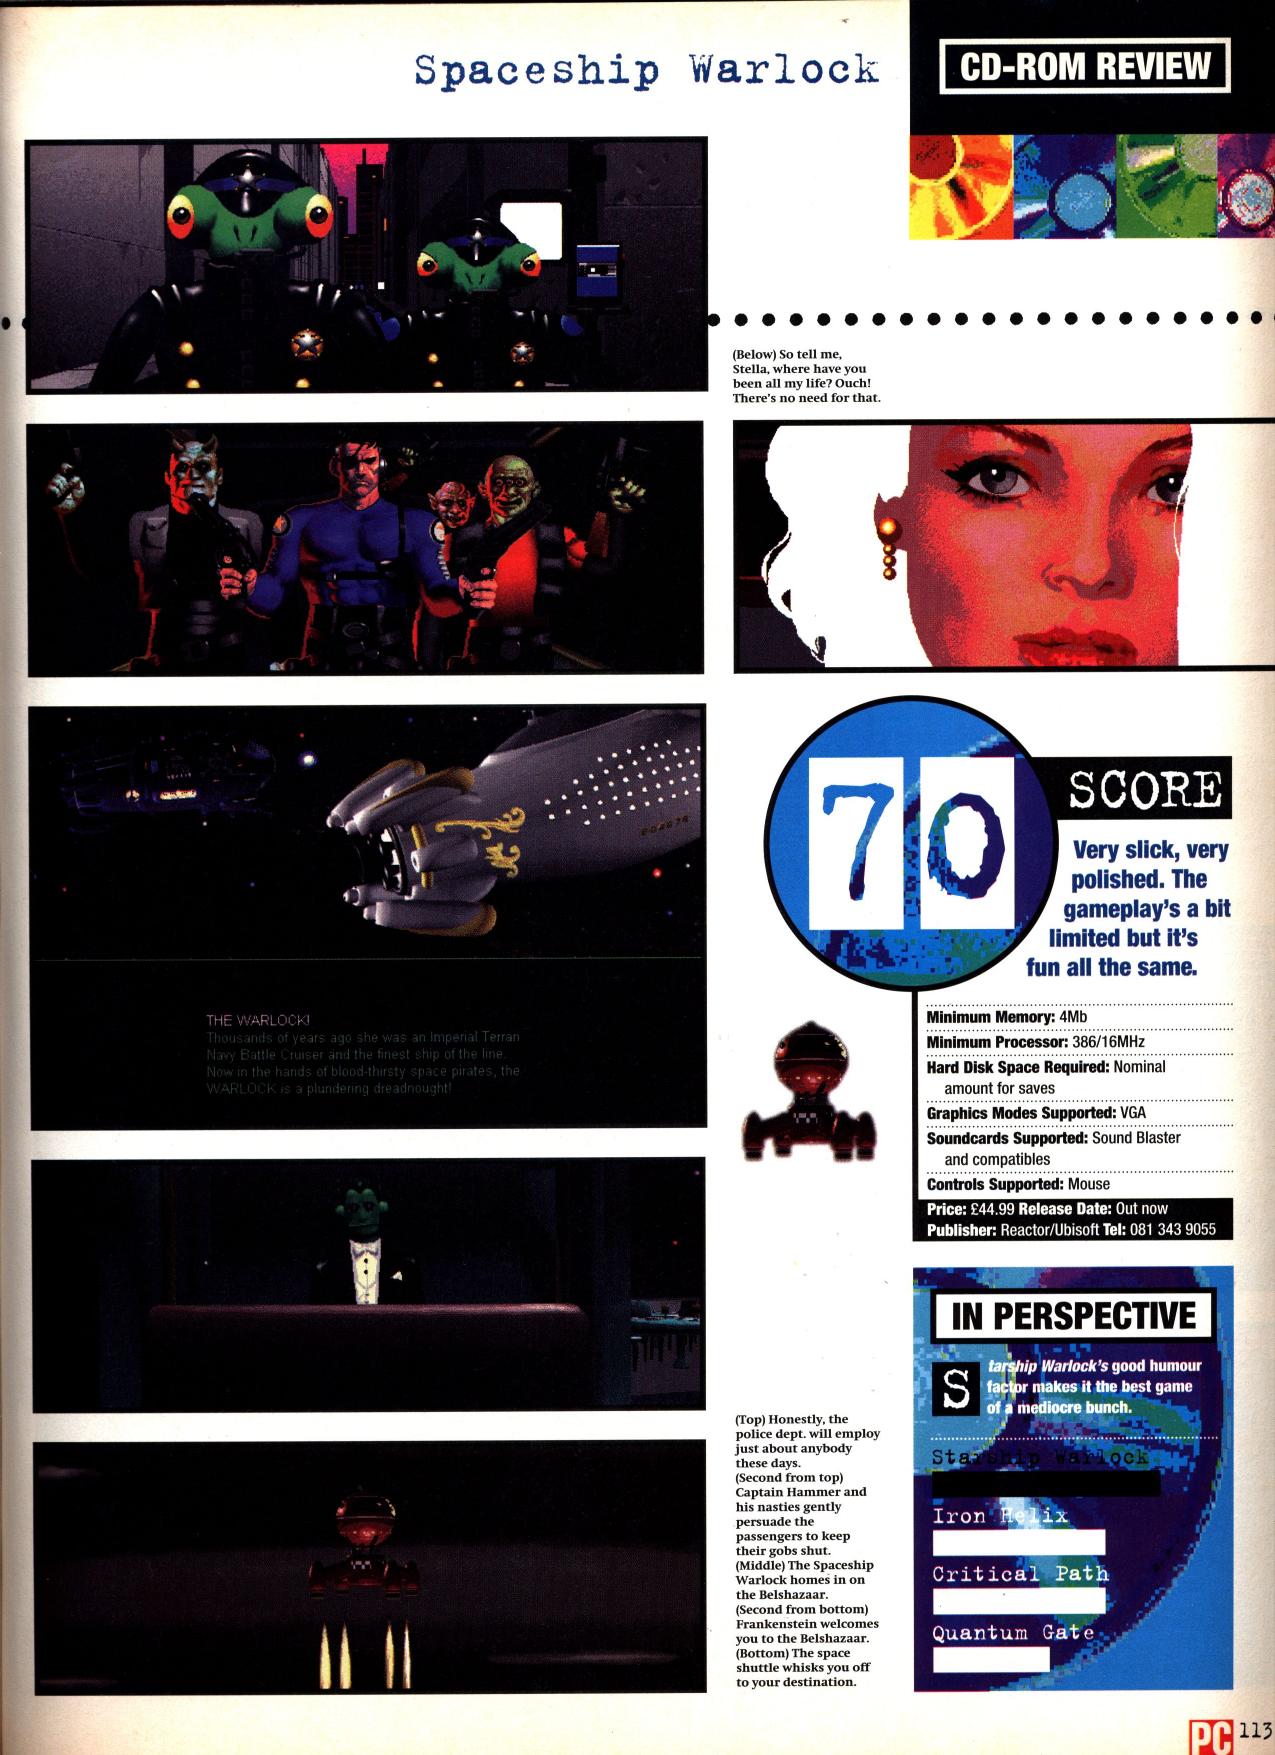 Spaceship Warlock
CD-ROM REVIEW
(Below) So tell me,
Stella, where have you
been all my life? Ouch!
There's no need for that.
THE WARLOCK!
Thousands of years ago she was an Imperial Terran
Navy Battle Cruiser and the finest ship of the line.
Now in the hands of blood-thirsty space pirates, the
WARLOCK is a plundering dreadnought!
70
SCORE
Very slick, very
polished. The
gameplay's a bit
limited but it's
fun all the same.
Minimum Memory: 4Mb
Minimum Processor: 386/16MHz
Hard Disk Space Required: Nominal
amount for saves
Graphics Modes Supported: VGA
Soundcards Supported: Sound Blaster
and compatibles
Controls Supported: Mouse
Price: £44.99 Release Date: Out now
Publisher: Reactor/Ubisoft Tel: 081 343 9055
(Top) Honestly, the
police dept. will employ
just about anybody
these days.
(Second from top)
Captain Hammer and
his nasties gently
persuade the
passengers to keep
their gobs shut.
(Middle) The Spaceship
Warlock homes in on
the Belshazaar.
(Second from bottom)
Frankenstein welcomes
you to the Belshazaar.
(Bottom) The space
shuttle whisks you off
to your destination.
IN PERSPECTIVE
Starship Warlock's good humour
factor makes it the best game
of a mediocre bunch.
Starship Warlock
Iron Helix
Critical Path
Quantum Gate
PC 113